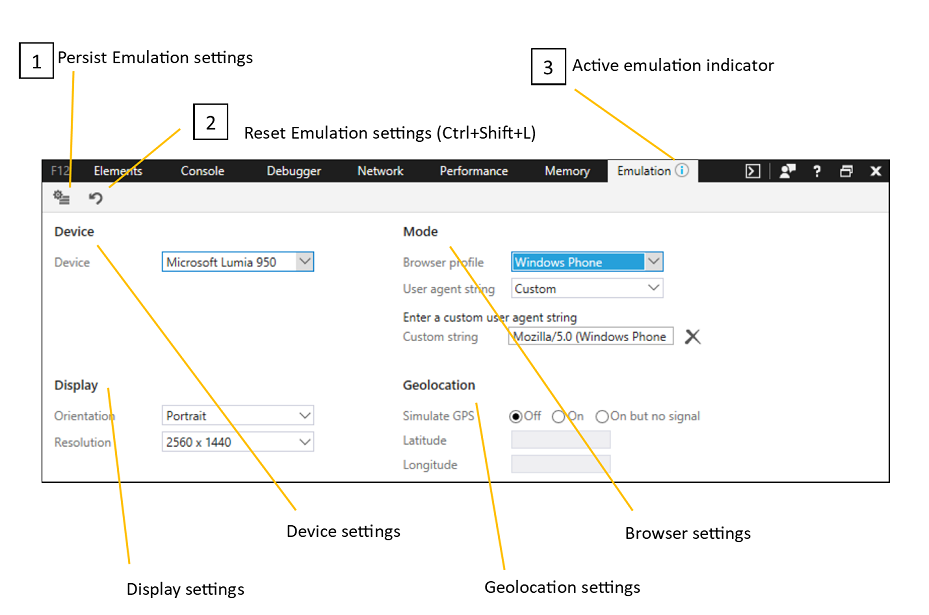 1 Persist Emulation settings
3 Active emulation indicator
2 Reset Emulation settings (Ctrl+Shift+L)
F12 Elements Console Debugger Network Performance Memory Emulation
?
Device
Device Microsoft Lumia 950
Mode
Browser profile Windows Phone
User agent string Custom
Enter a custom user agent string
Custom string Mozilla/5.0 (Windows Phone
Display
Orientation Portrait
Resolution 2560 x 1440
Geolocation
Simulate GPS Off On On but no signal
Latitude
Longitude
Device settings
Browser settings
Display settings
Geolocation settings